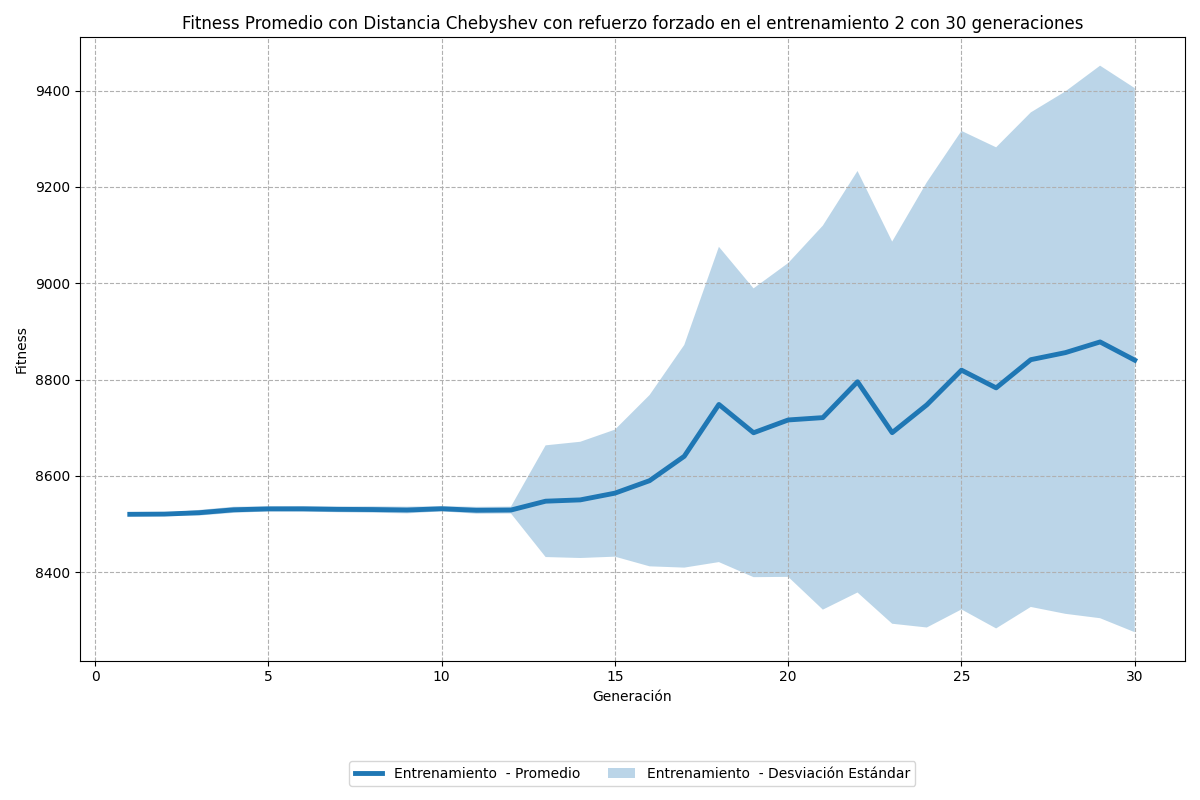 Fitness Promedio con Distancia Chebyshev con refuerzo forzado en el entrenamiento 2 con 30 generaciones
Fitness
9400
9200
9000
8800
8600
8400
0 5 10 15 20 25 30
Generación
Entrenamiento - Promedio Entrenamiento - Desviación Estándar